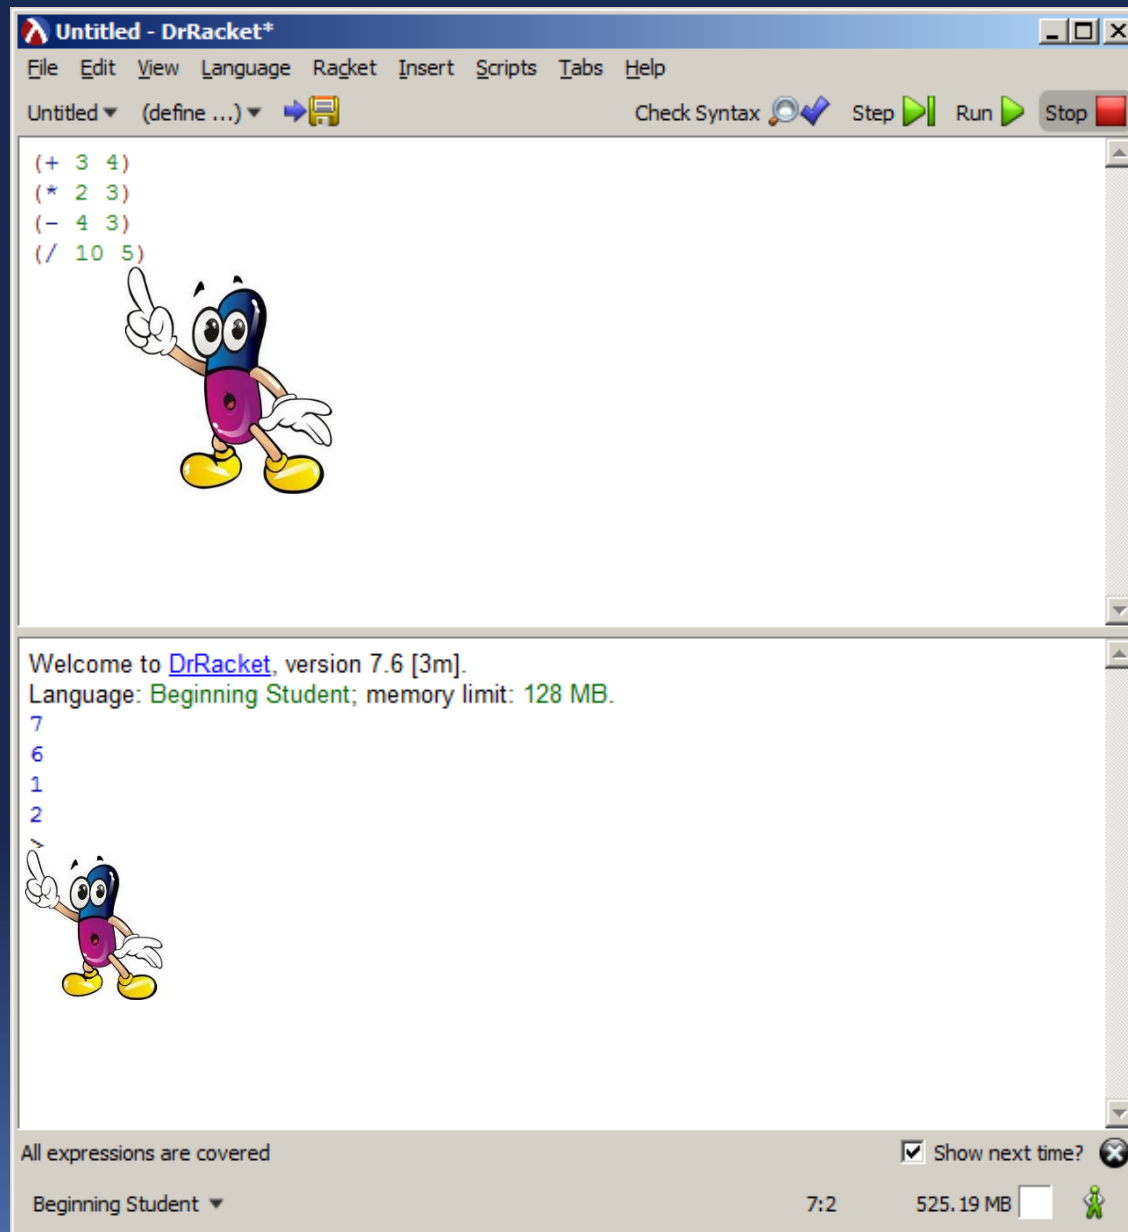 Untitled - DrRacket*
File Edit View Language Racket Insert Scripts Tabs Help
Untitled (define ...) Check Syntax Step Run Stop
(+ 3 4)
(* 2 3)
(- 4 3)
(/ 10 5)
Welcome to DrRacket, version 7.6 [3m].
Language: Beginning Student; memory limit: 128 MB.
7
6
1
2
>
All expressions are covered Show next time?
Beginning Student 7:2 525.19 MB